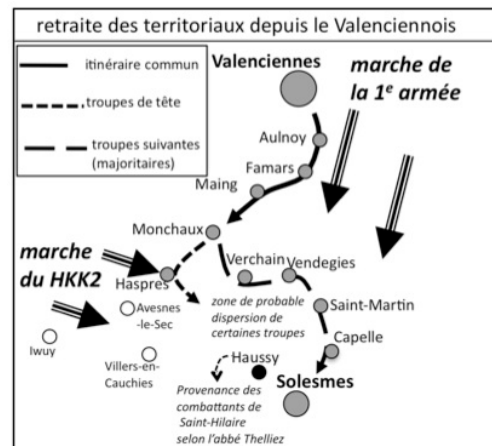 retraite des territoriaux depuis le Valenciennois
itinéraire commun
troupes de tête
troupes suivantes
(majoritaires)
Valenciennes
marche de
la 1e armée
Aulnoy
Famars
Maing
Monchaux
marche
du HKK2
Haspres
Verchain
Vendegies
Avesnes
-le-Sec
zone de probable
dispersion de
certaines troupes
Saint-Martin
Iwuy
Villers-en-
Cauchies
Capelle
Haussy
Solesmes
Provenance des
combattants de
Saint-Hilaire
selon l'abbé Thelliez